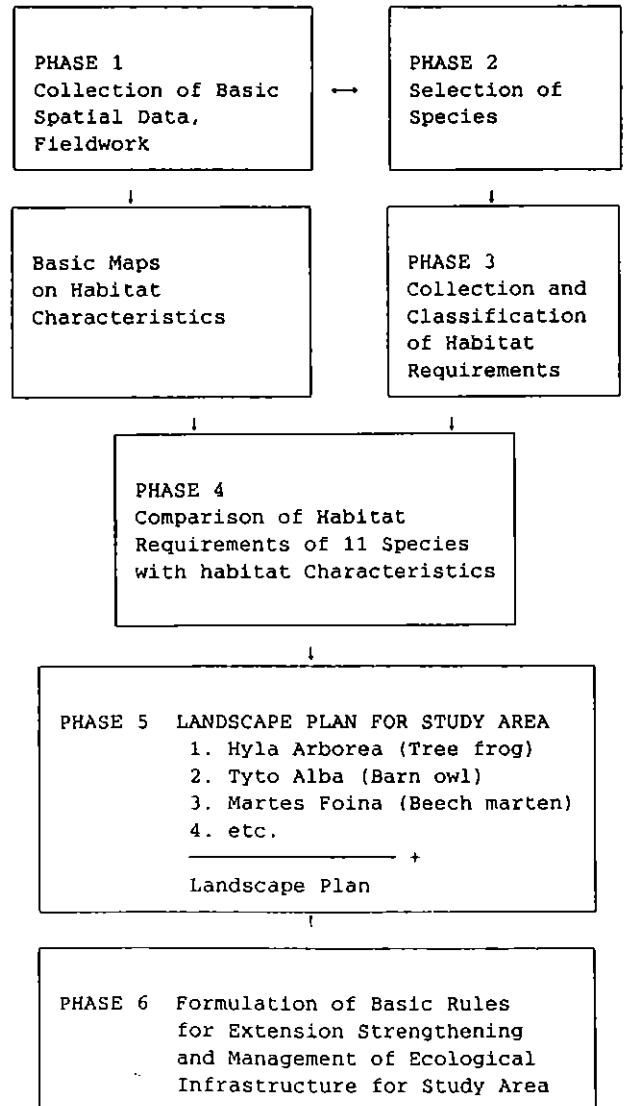 PHASE 1
Collection of Basic
Spatial Data,
Fieldwork
PHASE 2
Selection of
Species
Basic Maps
on Habitat
Characteristics
PHASE 3
Collection and
Classification
of Habitat
Requirements
PHASE 4
Comparison of Habitat
Requirements of 11 Species
with habitat Characteristics
PHASE 5 LANDSCAPE PLAN FOR STUDY AREA
1. Hyla Arborea (Tree frog)
2. Tyto Alba (Barn owl)
3. Martes Foina (Beech marten)
4. etc.
+
Landscape Plan
PHASE 6 Formulation of Basic Rules
for Extension Strengthening
and Management of Ecological
Infrastructure for Study Area